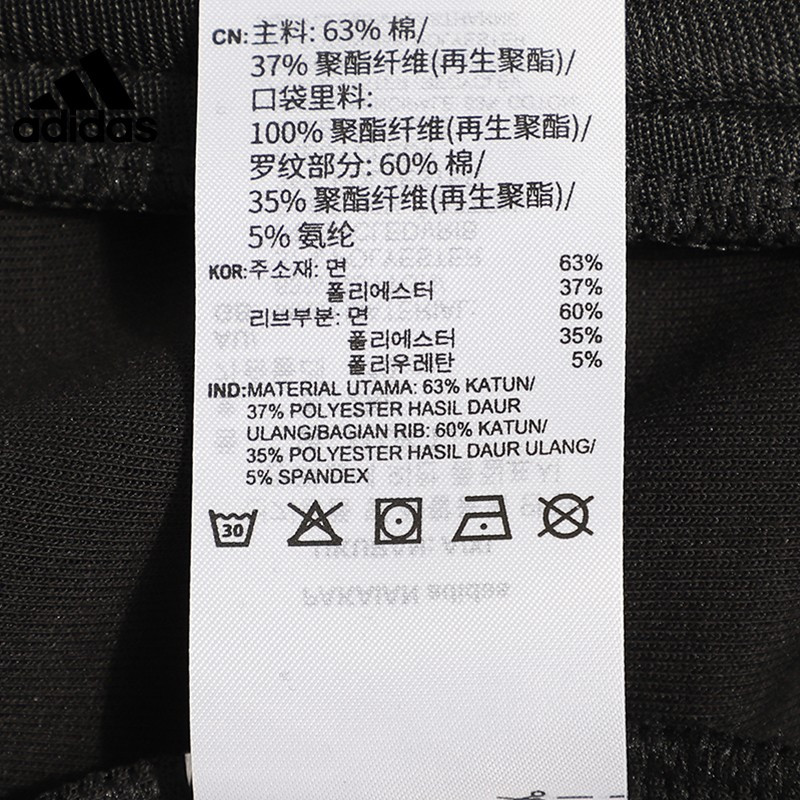 adidas
CN:主料: 63% 棉/
37% 聚酯纤维(再生聚酯)/
口袋里料:
100% 聚酯纤维(再生聚酯)/
罗纹部分: 60% 棉/
35% 聚酯纤维(再生聚酯)/
5% 氨纶
KOR:주소재: 면 63%
폴리에스터 37%
리브부분: 면 60%
폴리에스터 35%
폴리우레탄 5%
IND:MATERIAL UTAMA: 63% KATUN/
37% POLYESTER HASIL DAUR
ULANG/BAGIAN RIB: 60% KATUN/
35% POLYESTER HASIL DAUR ULANG/
5% SPANDEX
30
PAKAIAN adidas